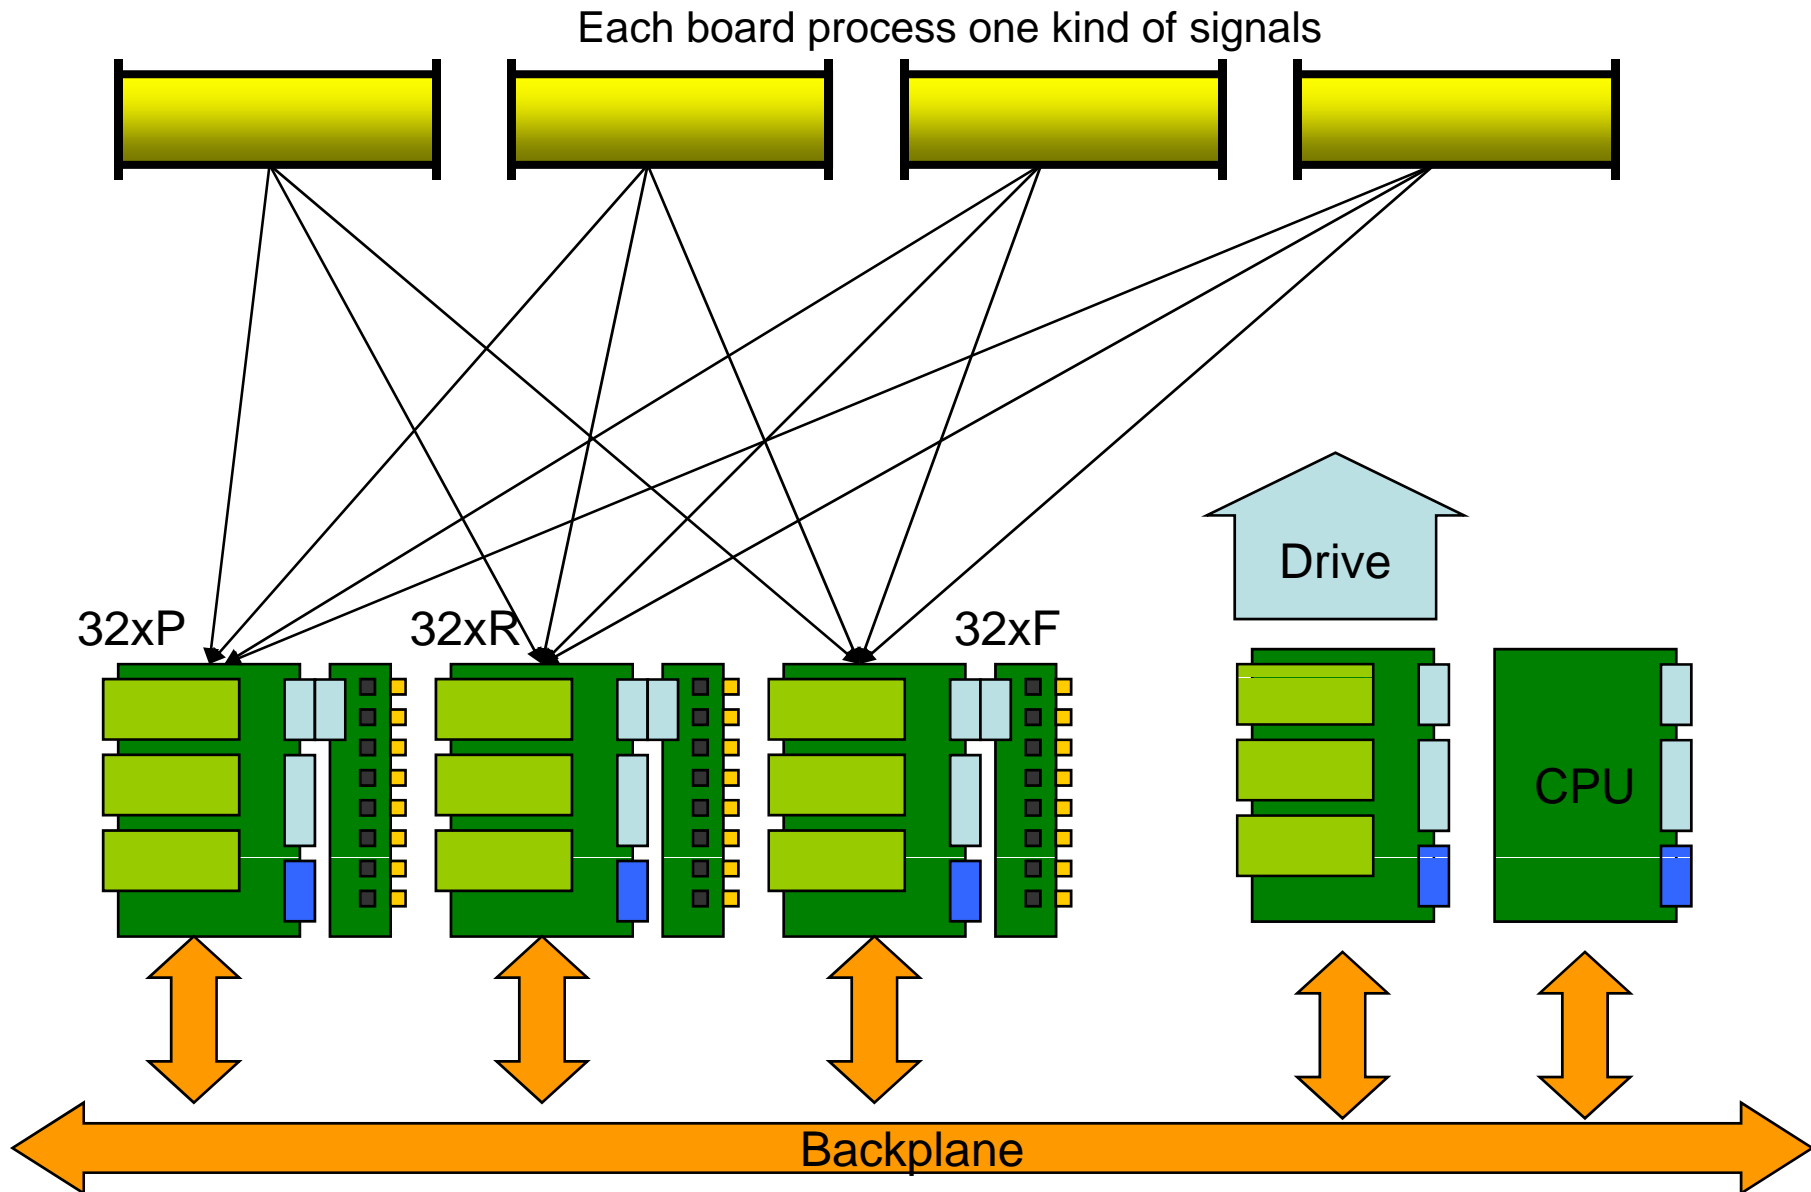 Each board process one kind of signals
Drive
32xP
32xR
32xF
CPU
Backplane